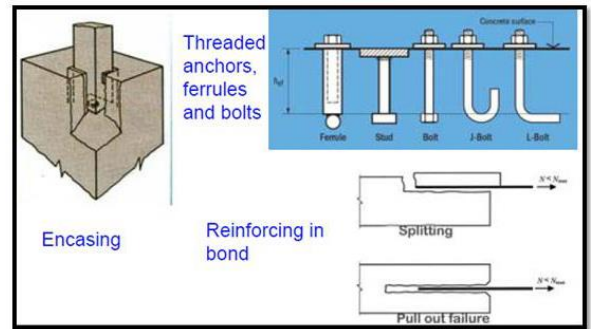 Threaded
anchors,
ferrules
and bolts
Concrete surface
hef
Ferrule
Stud
Bolt
J-Bolt
L-Bolt
Encasing
Reinforcing in
bond
Splitting
Pull out failure